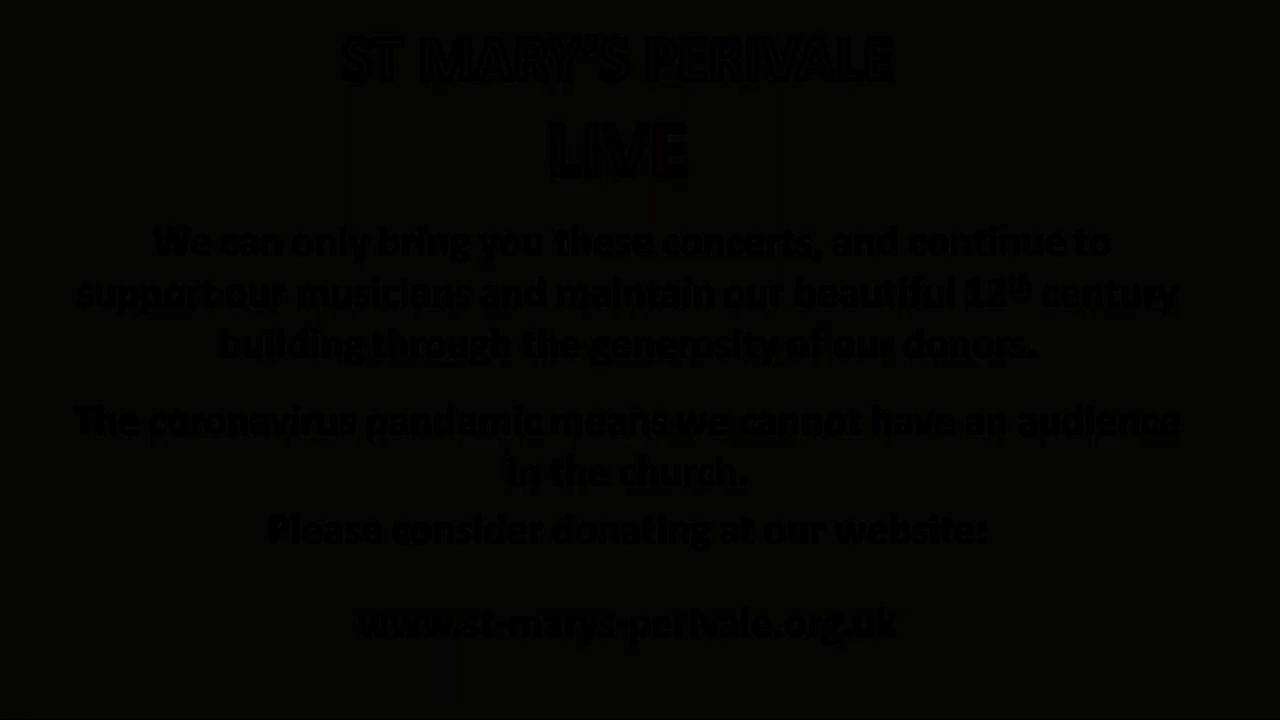 ST MARY’S PERIVALE
LIVE
We can only bring you these concerts, and continue to
support our musicians and maintain our beautiful 12th century
building through the generosity of our donors.
The coronavirus pandemic means we cannot have an audience
in the church.
Please consider donating at our website:
www.st-marys-perivale.org.uk